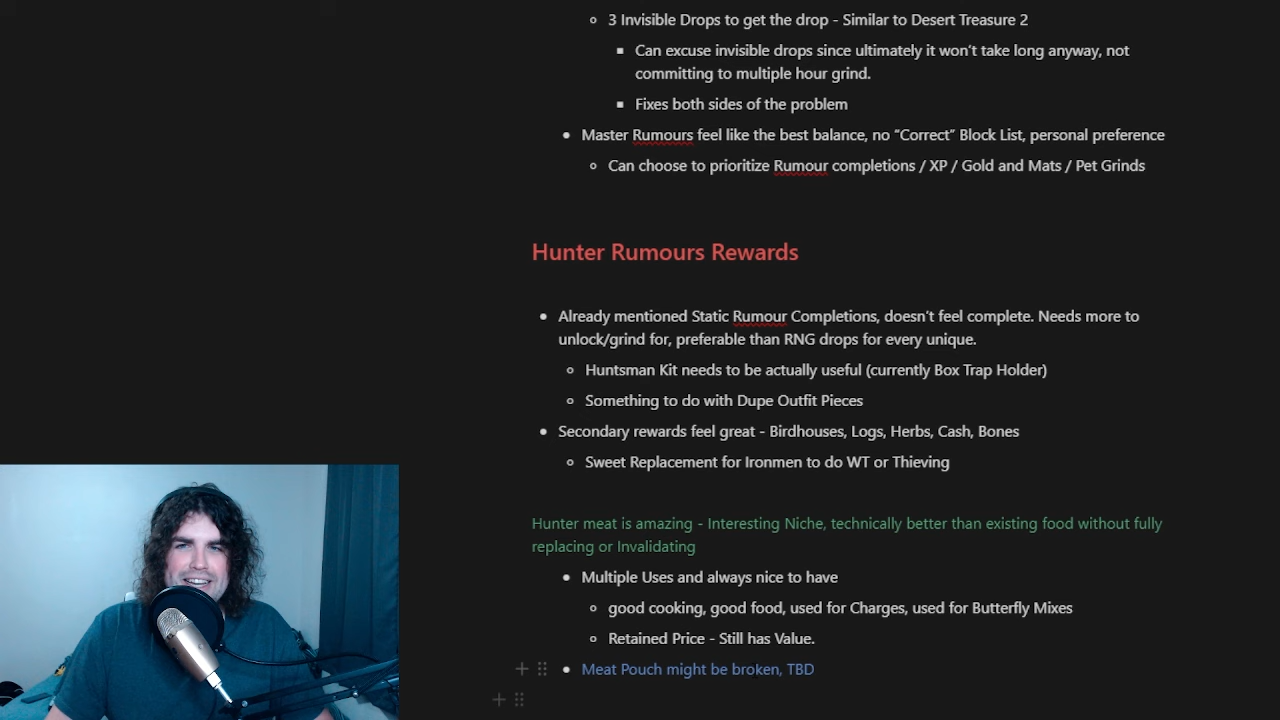 3 Invisible Drops to get the drop - Similar to Desert Treasure 2
Can excuse invisible drops since ultimately it won't take long anyway, not
committing to multiple hour grind.
Fixes both sides of the problem
Master Rumours feel like the best balance, no “Correct” Block List, personal preference
Can choose to prioritize Rumour completions / XP / Gold and Mats / Pet Grinds
Hunter Rumours Rewards
Already mentioned Static Rumour Completions, doesn't feel complete. Needs more to
unlock/grind for, preferable than RNG drops for every unique.
Huntsman Kit needs to be actually useful (currently Box Trap Holder)
Something to do with Dupe Outfit Pieces
Secondary rewards feel great - Birdhouses, Logs, Herbs, Cash, Bones
Sweet Replacement for Ironmen to do WT or Thieving
Hunter meat is amazing - Interesting Niche, technically better than existing food without fully
replacing or Invalidating
Multiple Uses and always nice to have
good cooking, good food, used for Charges, used for Butterfly Mixes
Retained Price - Still has Value.
Meat Pouch might be broken, TBD